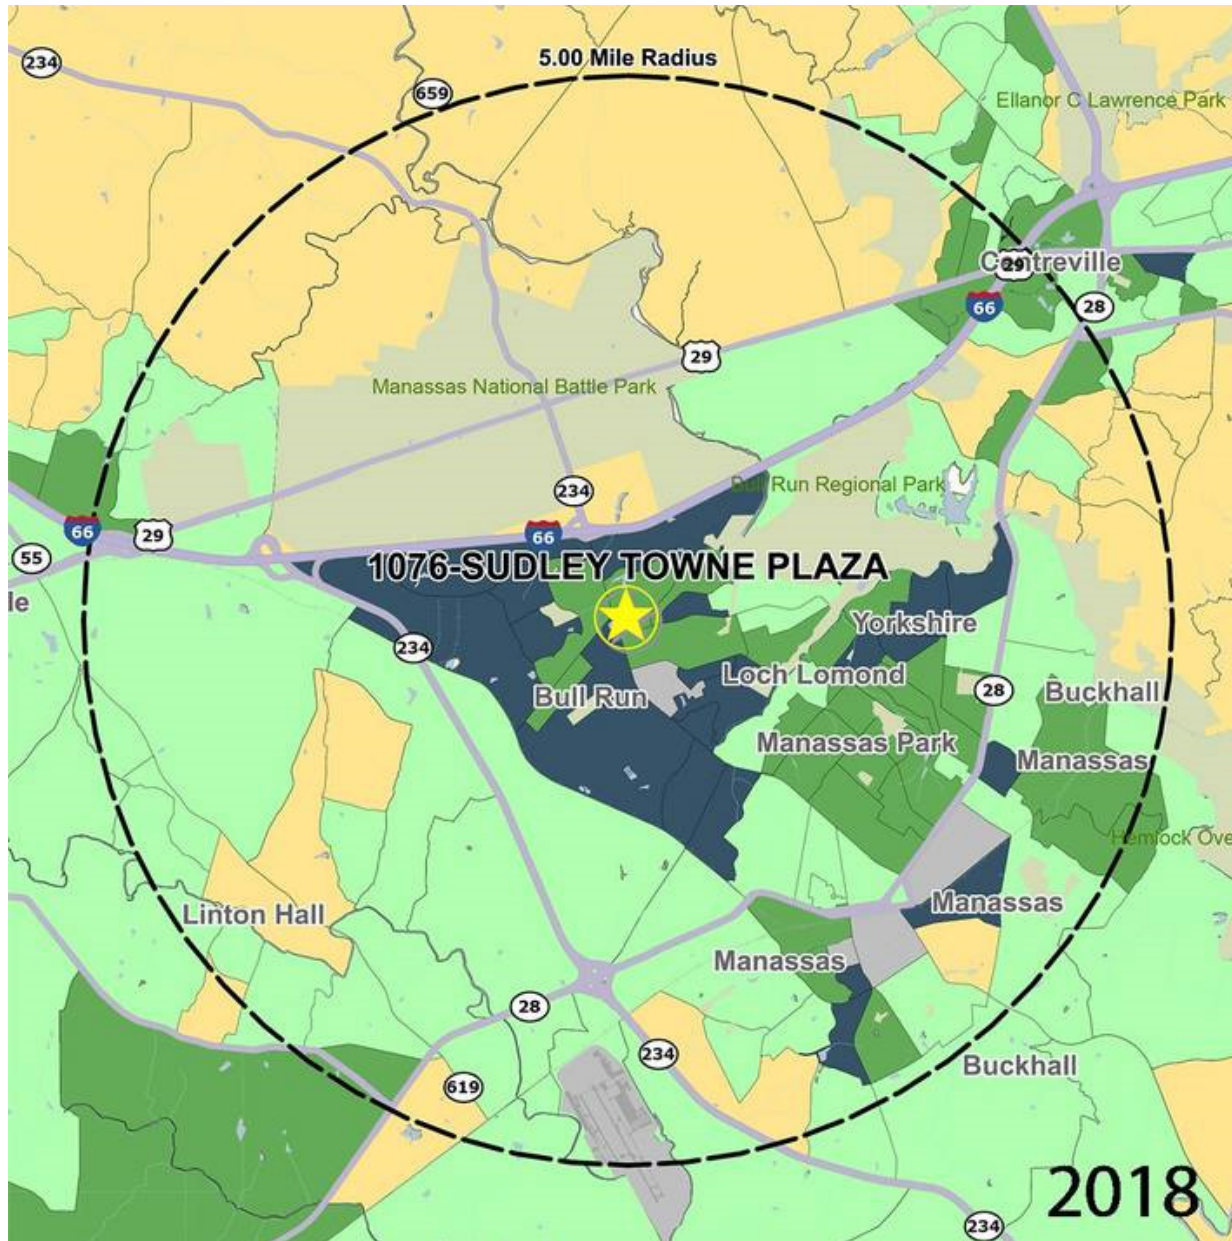 5.00 Mile Radius
234
659
Ellanor C Lawrence Park
Centreville
29
66
28
29
Manassas National Battle Park
234
Bull Run Regional Park
66
29
66
55
le
1076-SUDLEY TOWNE PLAZA
Yorkshire
234
Loch Lomond
Bull Run
28
Buckhall
Manassas Park
Manassas
Hemlock Ove
Linton Hall
Manassas
Manassas
28
234
Buckhall
619
2018
234